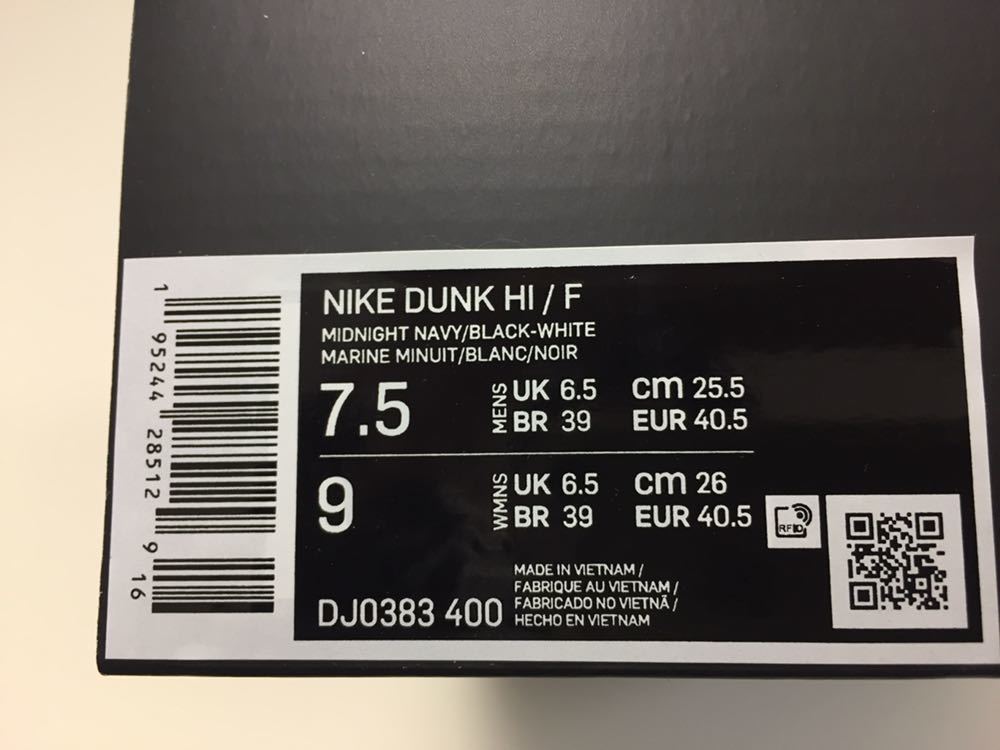 NIKE DUNK HI / F
MIDNIGHT NAVY/BLACK-WHITE
MARINE MINUIT/BLANC/NOIR
7.5 MENS UK 6.5 cm 25.5
BR 39 EUR 40.5
9 WMNS UK 6.5 cm 26
BR 39 EUR 40.5
RFID
MADE IN VIETNAM /
FABRIQUE AU VIETNAM /
FABRICADO NO VIETNÃ /
HECHO EN VIETNAM
DJ0383 400
1 95244 28512 9 16